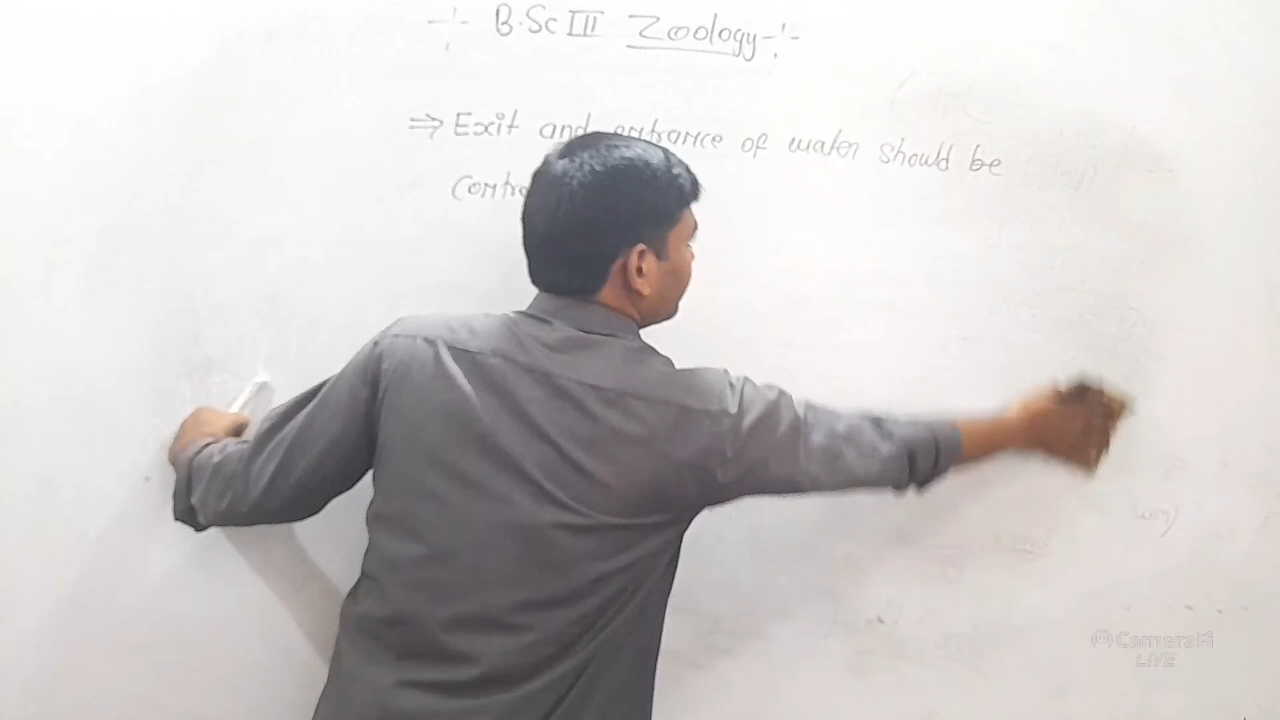 B.Sc III Zoology
⇒ Exit and entrance of water should be
CameraFi
LIVE